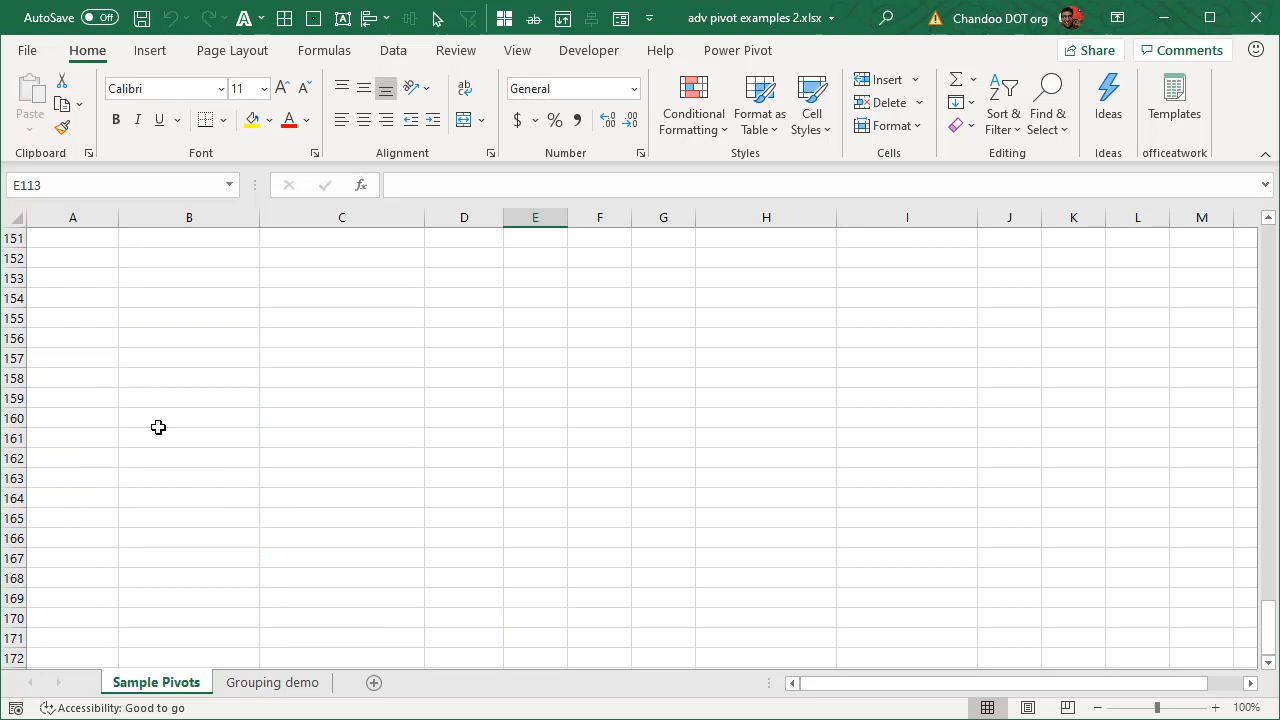 AutoSave Off adv pivot examples 2.xlsx Chandoo DOT org
File Home Insert Page Layout Formulas Data Review View Developer Help Power Pivot Share Comments
Calibri 11 General Insert
Paste Conditional Formatting Format as Table Cell Styles Delete Sort & Filter Find & Select Ideas Templates
B I U $ % , Format
Clipboard Font Alignment Number Styles Cells Editing Ideas officeatwork
E113 fx
A B C D E F G H I J K L M
151
152
153
154
155
156
157
158
159
160
161
162
163
164
165
166
167
168
169
170
171
172
Sample Pivots Grouping demo
Accessibility: Good to go 100%